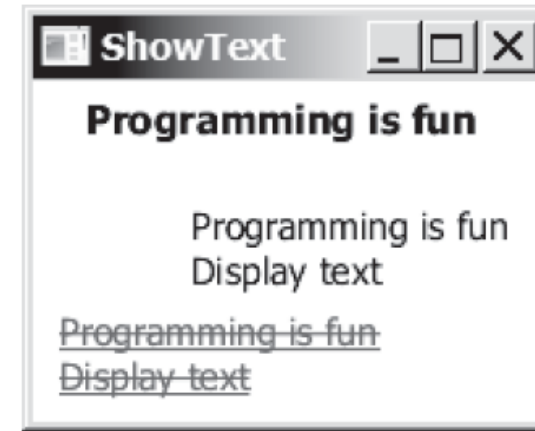 ShowText
Programming is fun
Programming is fun
Display text
Programming is fun
Display text